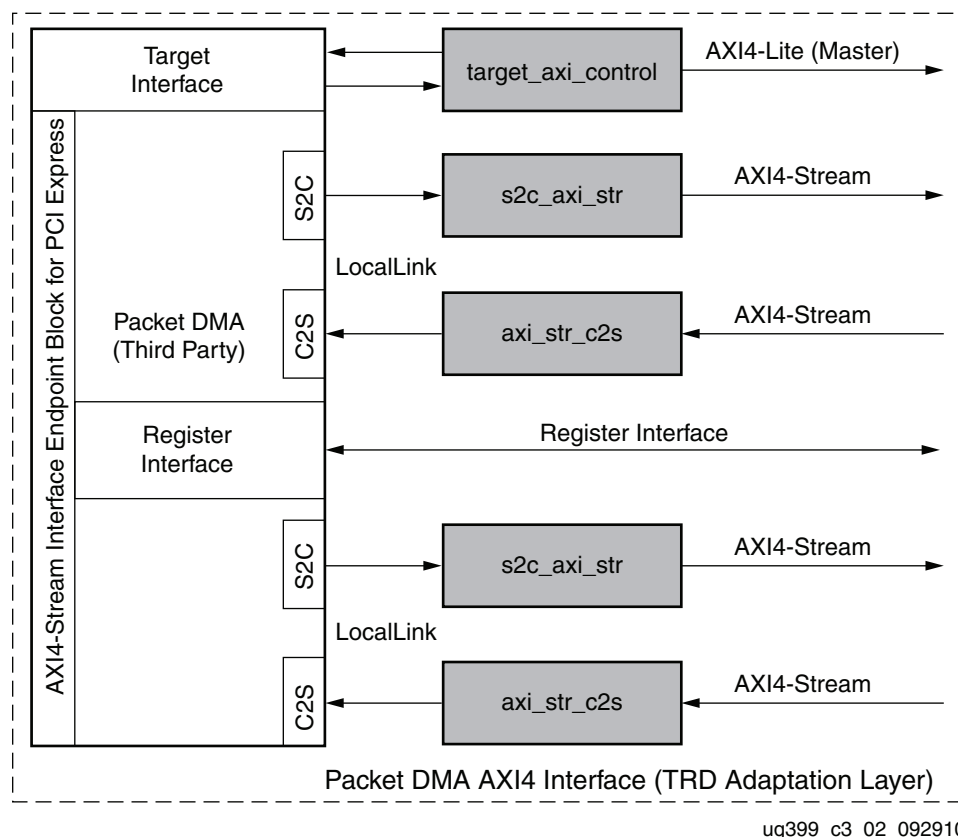 Target
Interface
target_axi_control
AXI4-Lite (Master)
AXI4-Stream Interface Endpoint Block for PCI Express
S2C
s2c_axi_str
AXI4-Stream
LocalLink
Packet DMA
(Third Party)
C2S
axi_str_c2s
AXI4-Stream
Register
Interface
Register Interface
S2C
s2c_axi_str
AXI4-Stream
LocalLink
C2S
axi_str_c2s
AXI4-Stream
Packet DMA AXI4 Interface (TRD Adaptation Layer)
ug399_c3_02_092910